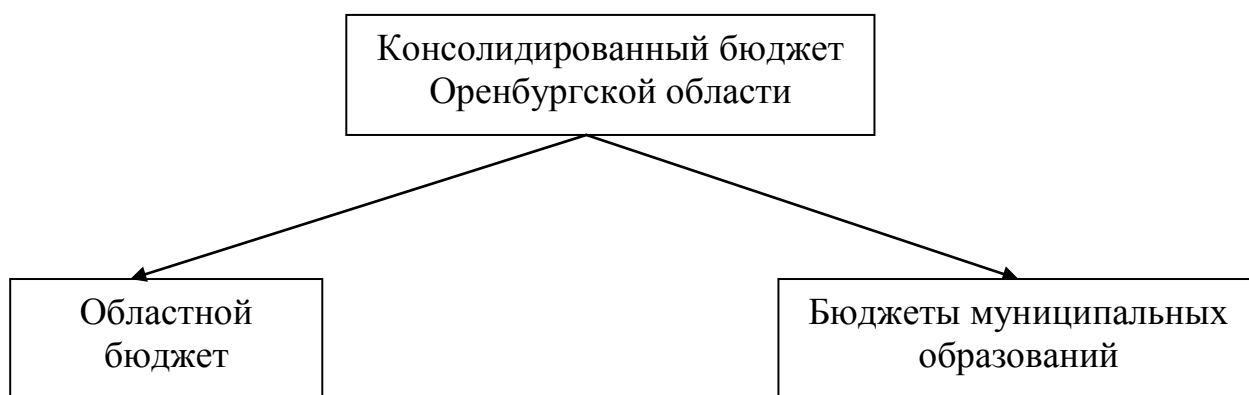 Консолидированный бюджет
Оренбургской области
Областной
бюджет
Бюджеты муниципальных
образований